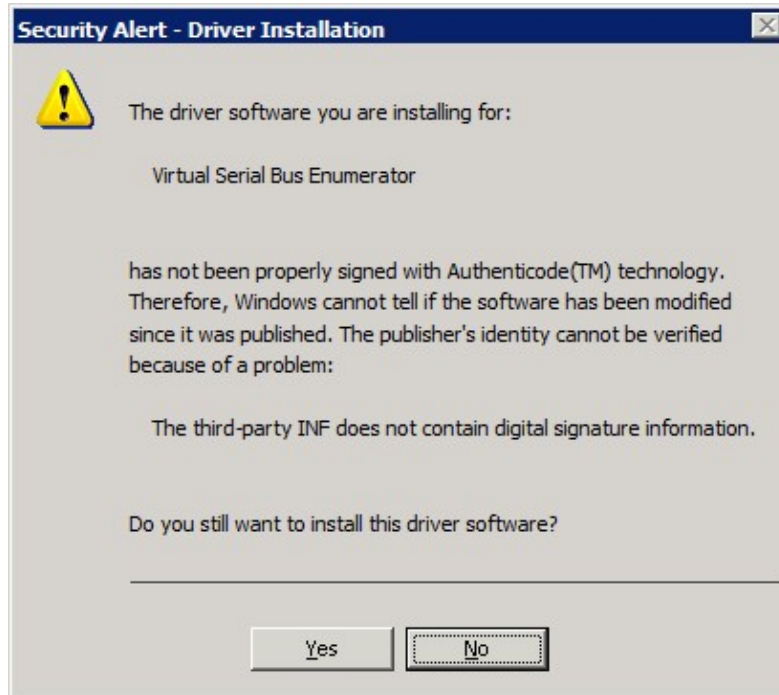 Security Alert - Driver Installation
The driver software you are installing for:
Virtual Serial Bus Enumerator
has not been properly signed with Authenticode(TM) technology.
Therefore, Windows cannot tell if the software has been modified
since it was published. The publisher's identity cannot be verified
because of a problem:
The third-party INF does not contain digital signature information.
Do you still want to install this driver software?
Yes No